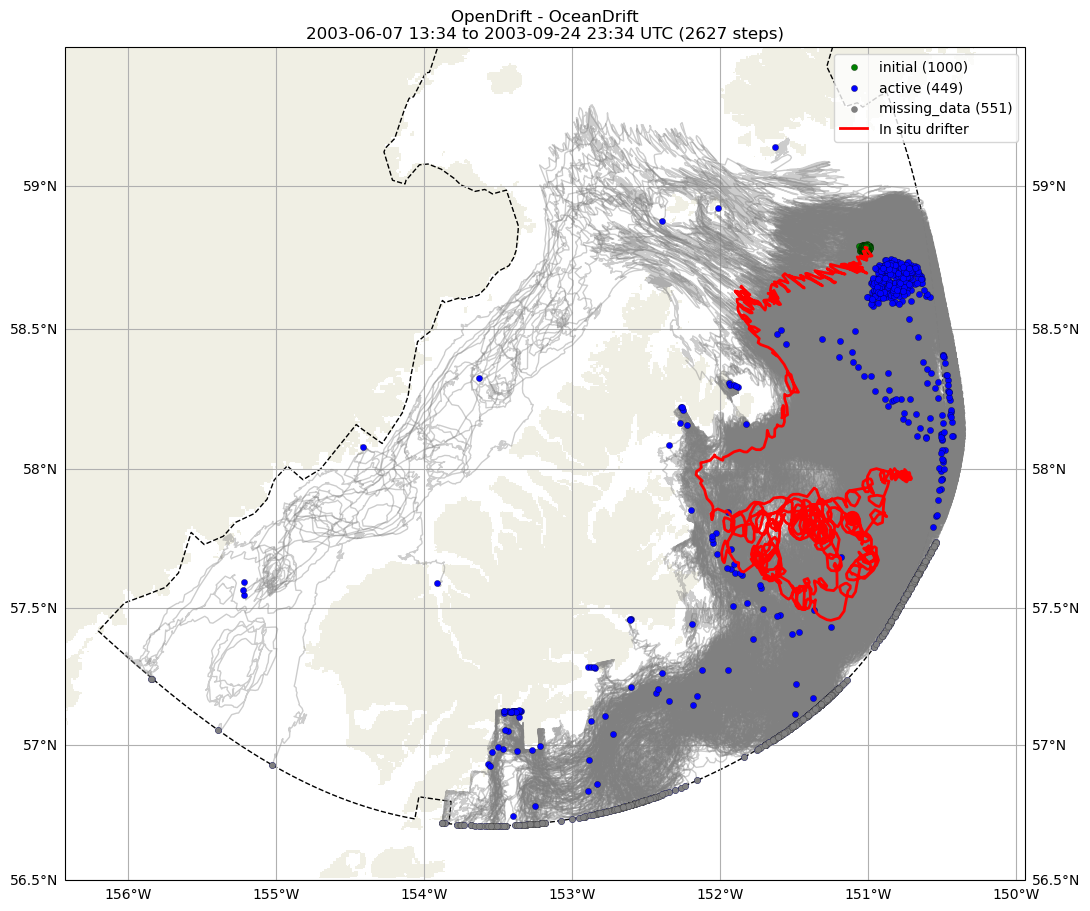 OpenDrift - OceanDrift
2003-06-07 13:34 to 2003-09-24 23:34 UTC (2627 steps)
initial (1000)
active (449)
missing_data (551)
In situ drifter
59°N
59°N
58.5°N
58.5°N
58°N
58°N
57.5°N
57.5°N
57°N
57°N
56.5°N
56.5°N
156°W
155°W
154°W
153°W
152°W
151°W
150°W